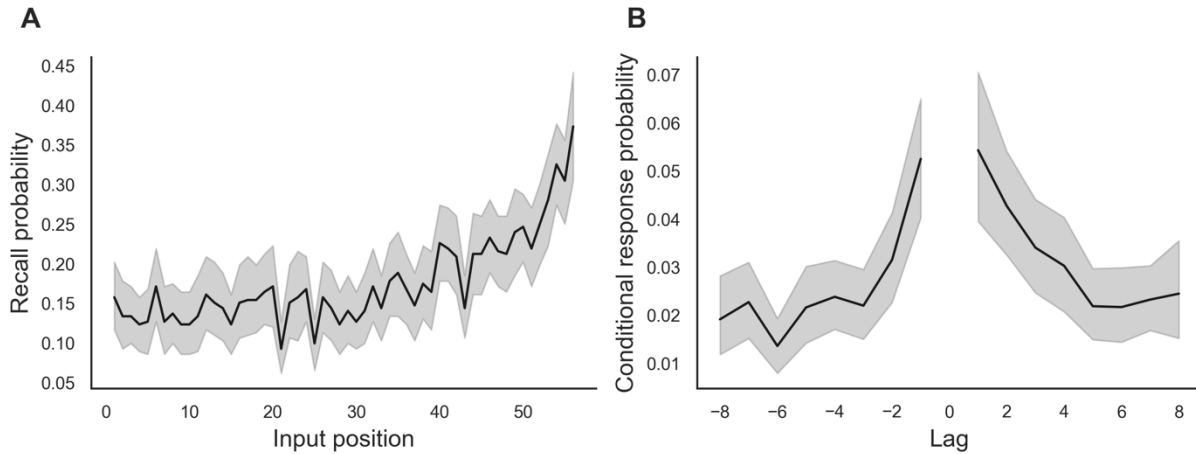 A
Recall probability
0.45
0.40
0.35
0.30
0.25
0.20
0.15
0.10
0.05
0 10 20 30 40 50
Input position
B
Conditional response probability
0.07
0.06
0.05
0.04
0.03
0.02
0.01
−8 −6 −4 −2 0 2 4 6 8
Lag